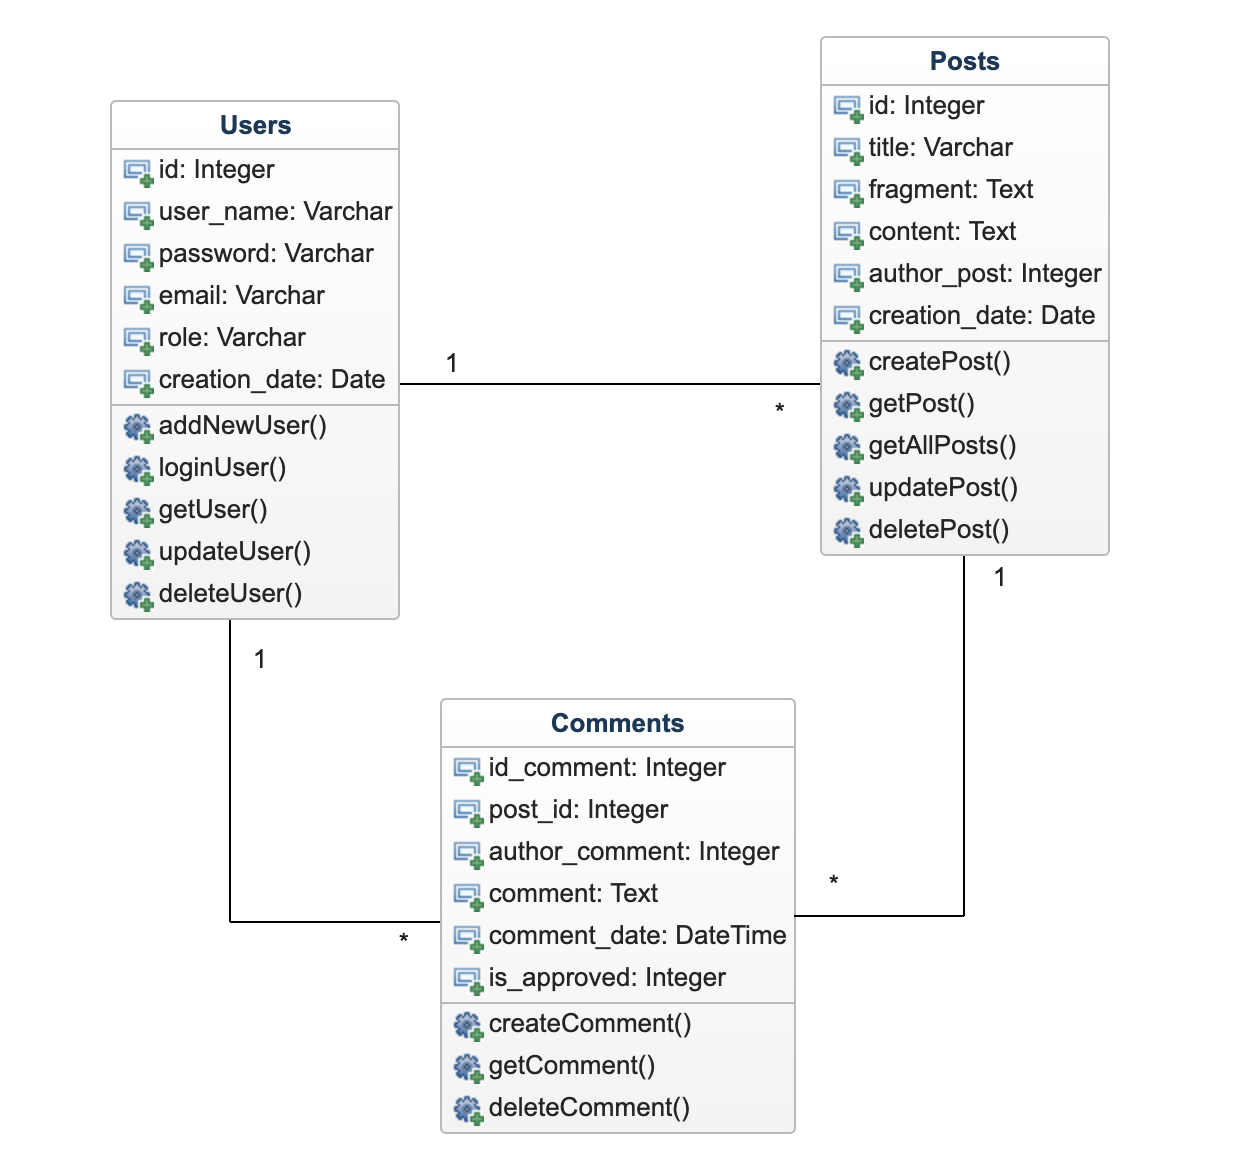 Users
id: Integer
user_name: Varchar
password: Varchar
email: Varchar
role: Varchar
creation_date: Date
addNewUser()
loginUser()
getUser()
updateUser()
deleteUser()
1
*
Posts
id: Integer
title: Varchar
fragment: Text
content: Text
author_post: Integer
creation_date: Date
createPost()
getPost()
getAllPosts()
updatePost()
deletePost()
1
*
1
*
Comments
id_comment: Integer
post_id: Integer
author_comment: Integer
comment: Text
comment_date: DateTime
is_approved: Integer
createComment()
getComment()
deleteComment()